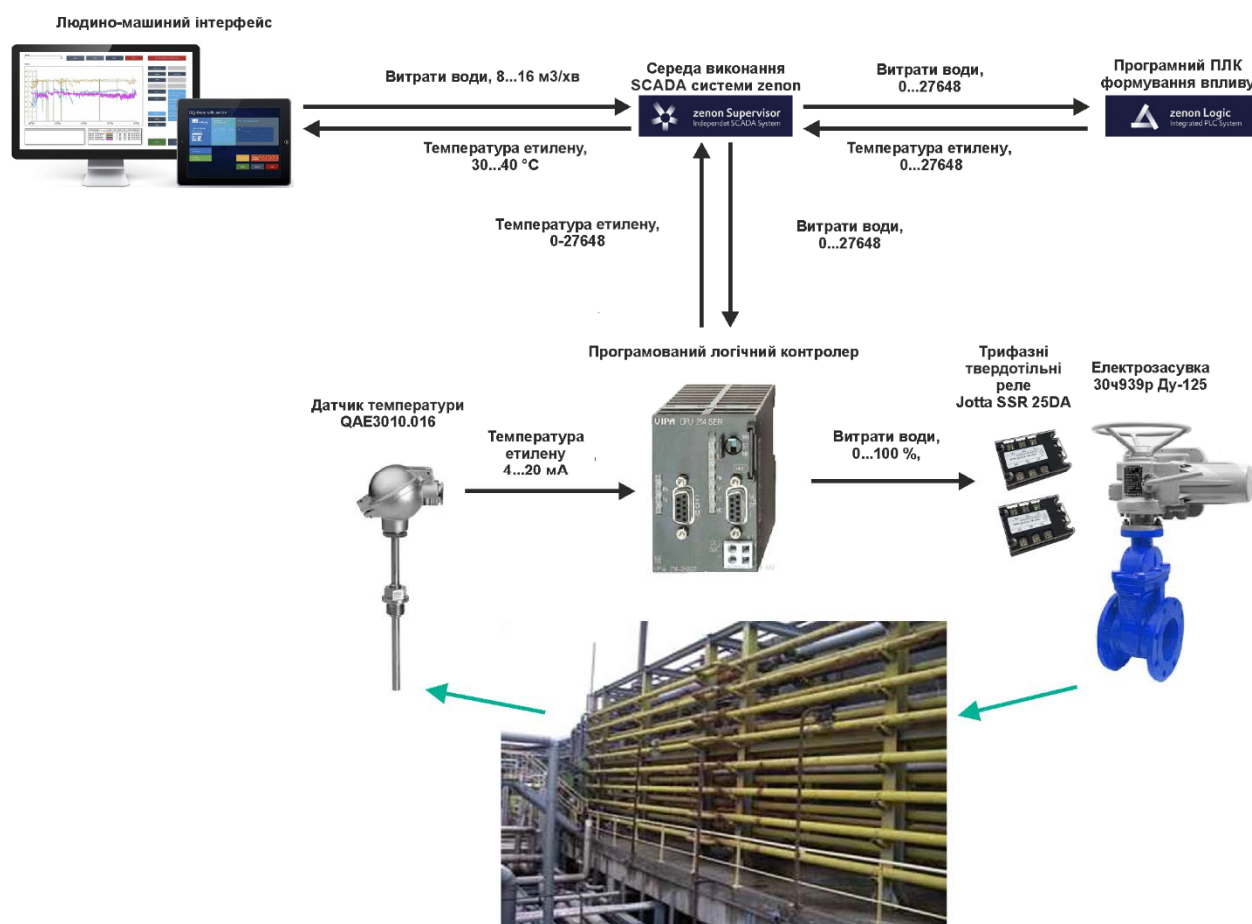 Людино-машиний інтерфейс
Витрати води, 8...16 м3/хв
Температура етилену,
30...40 °C
Середа виконання
SCADA системи zenon
zenon Supervisor
Independet SCADA System
Витрати води,
0...27648
Температура етилену,
0...27648
Програмний ПЛК
формування впливу
zenon Logic
Integrated PLC System
Температура етилену,
0-27648
Витрати води,
0...27648
Програмований логічний контролер
Датчик температури
QAE3010.016
Температура
етилену
4...20 мА
VIPA CPU 214 SER
Витрати води,
0...100 %,
Трифазні
твердотільні
реле
Jotta SSR 25DA
Електрозасувка
30ч939р Ду-125